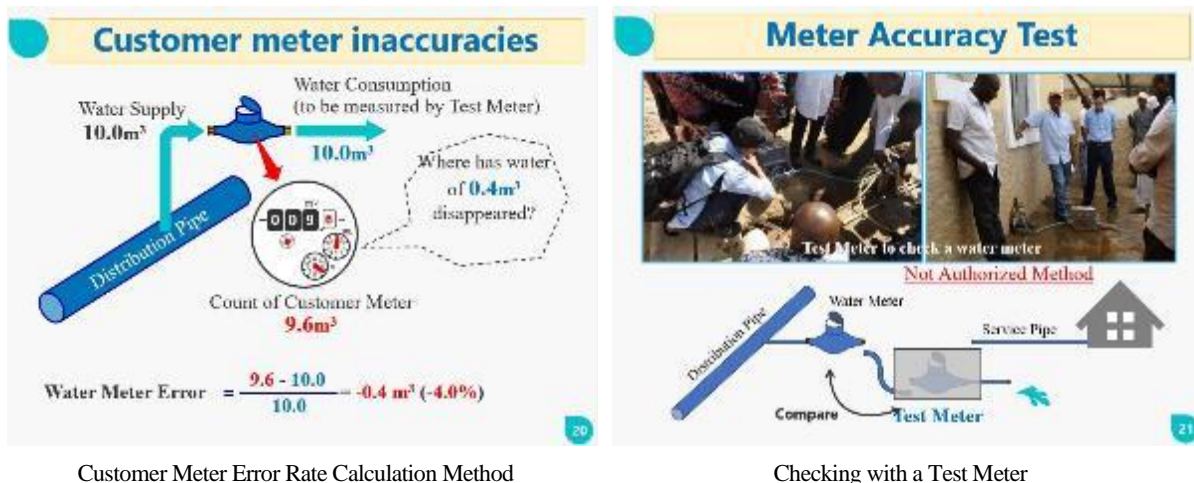 Customer meter inaccuracies
Water Supply
10.0m³
Water Consumption
(to be measured by Test Meter)
10.0m³
Where has water
of 0.4m³
disappeared?
Distribution Pipe
009
Count of Customer Meter
9.6m³
Water Meter Error = 9.6 - 10.0 / 10.0 = -0.4 m³ (-4.0%)
20
Customer Meter Error Rate Calculation Method
Meter Accuracy Test
Test Meter to check a water meter
Not Authorized Method
Water Meter
Distribution Pipe
Service Pipe
Compare
Test Meter
21
Checking with a Test Meter